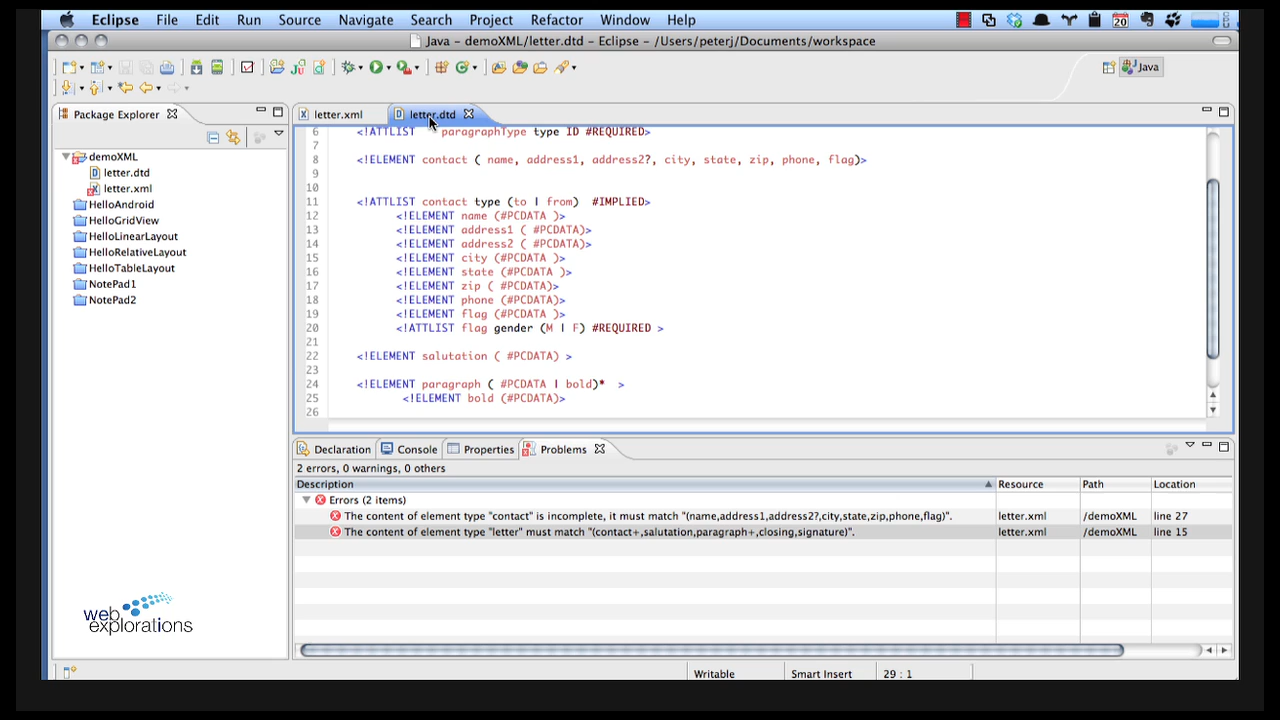 Eclipse File Edit Run Source Navigate Search Project Refactor Window Help
20
Java – demoXML/letter.dtd – Eclipse – /Users/peterj/Documents/workspace
Java
Package Explorer
demoXML
letter.dtd
letter.xml
HelloAndroid
HelloGridView
HelloLinearLayout
HelloRelativeLayout
HelloTableLayout
NotePad1
NotePad2
web
explorations
letter.xml letter.dtd
6 <!ATTLIST paragraphType type ID #REQUIRED>
7
8 <!ELEMENT contact ( name, address1, address2?, city, state, zip, phone, flag)>
9
10
11 <!ATTLIST contact type (to | from) #IMPLIED>
12 <!ELEMENT name (#PCDATA )>
13 <!ELEMENT address1 ( #PCDATA)>
14 <!ELEMENT address2 ( #PCDATA)>
15 <!ELEMENT city (#PCDATA )>
16 <!ELEMENT state (#PCDATA )>
17 <!ELEMENT zip ( #PCDATA)>
18 <!ELEMENT phone (#PCDATA)>
19 <!ELEMENT flag (#PCDATA )>
20 <!ATTLIST flag gender (M | F) #REQUIRED >
21
22 <!ELEMENT salutation ( #PCDATA) >
23
24 <!ELEMENT paragraph ( #PCDATA | bold)* >
25 <!ELEMENT bold (#PCDATA)>
26
Declaration Console Properties Problems
2 errors, 0 warnings, 0 others
Description Resource Path Location
Errors (2 items)
The content of element type "contact" is incomplete, it must match "(name,address1,address2?,city,state,zip,phone,flag)". letter.xml /demoXML line 27
The content of element type "letter" must match "(contact+,salutation,paragraph+,closing,signature)". letter.xml /demoXML line 15
Writable Smart Insert 29 : 1